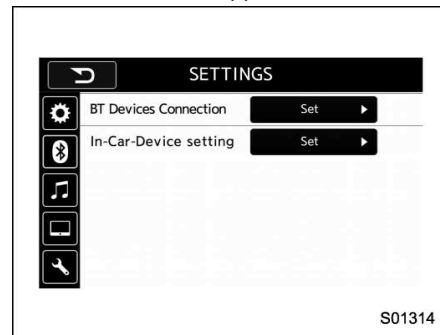 SETTINGS
BT Devices Connection Set
In-Car-Device setting Set
S01314